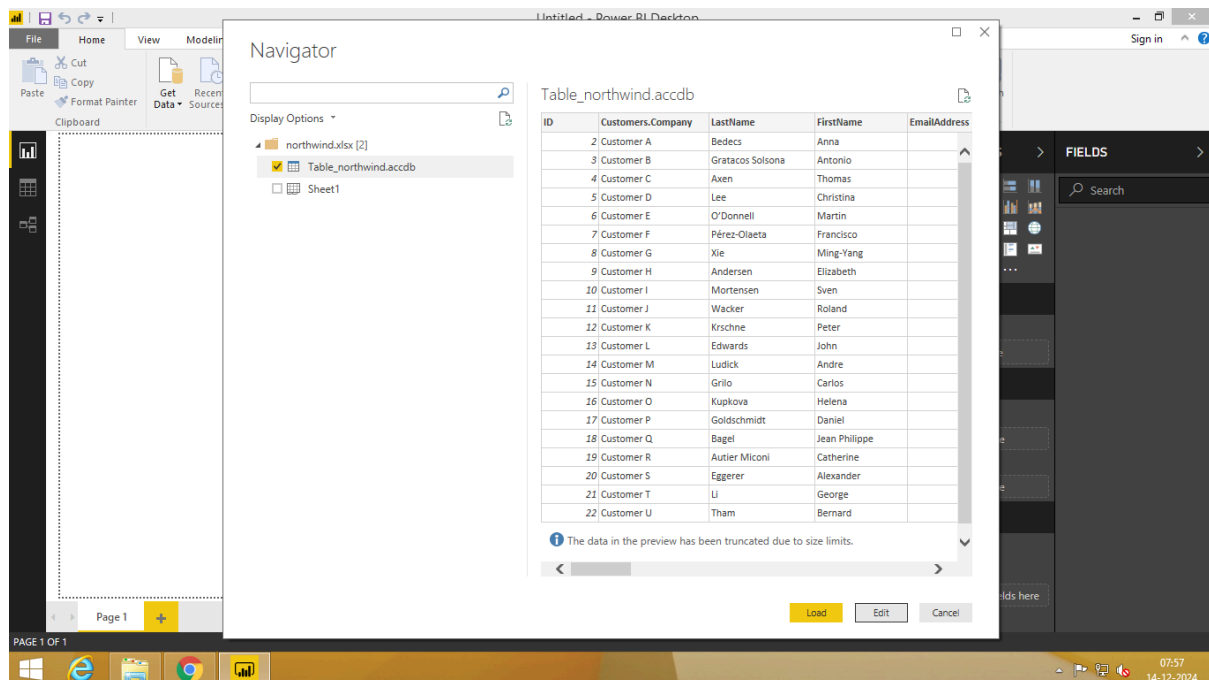 Untitled - Power BI Desktop
File Home View Modelin
Sign in
Paste
Cut
Copy
Format Painter
Clipboard
Get Data
Recen Sources
Navigator
Display Options
northwind.xlsx [2]
Table_northwind.accdb
Sheet1
Table_northwind.accdb
ID Customers.Company LastName FirstName EmailAddress
2 Customer A Bedecs Anna
3 Customer B Gratacos Solsona Antonio
4 Customer C Axen Thomas
5 Customer D Lee Christina
6 Customer E O'Donnell Martin
7 Customer F Pérez-Olaeta Francisco
8 Customer G Xie Ming-Yang
9 Customer H Andersen Elizabeth
10 Customer I Mortensen Sven
11 Customer J Wacker Roland
12 Customer K Krschne Peter
13 Customer L Edwards John
14 Customer M Ludick Andre
15 Customer N Grilo Carlos
16 Customer O Kupkova Helena
17 Customer P Goldschmidt Daniel
18 Customer Q Bagel Jean Philippe
19 Customer R Autier Miconi Catherine
20 Customer S Eggerer Alexander
21 Customer T Li George
22 Customer U Tham Bernard
The data in the preview has been truncated due to size limits.
Load Edit Cancel
FIELDS
Search
elds here
Page 1
PAGE 1 OF 1
07:57
14-12-2024